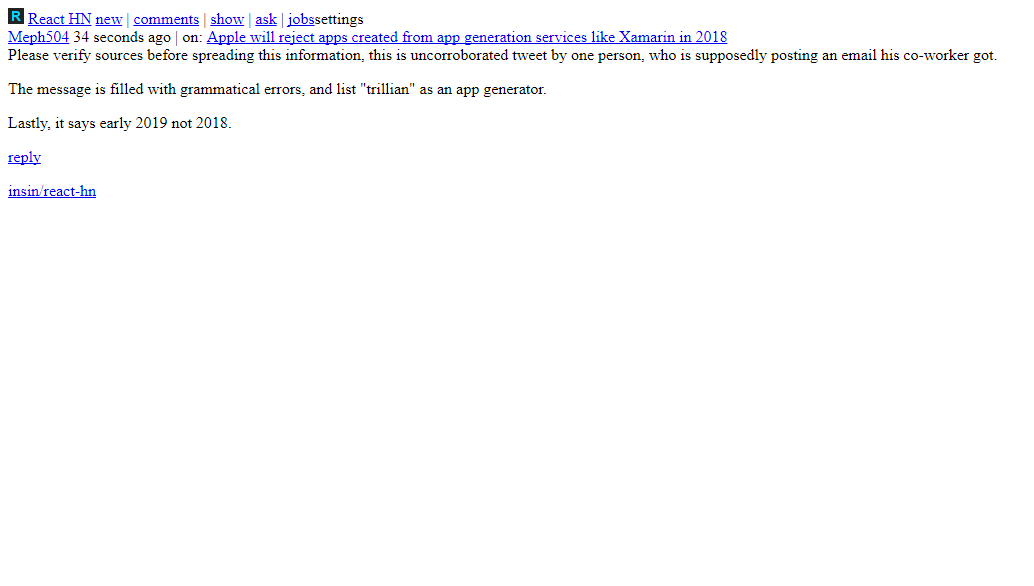 R React HN new | comments | show | ask | jobssettings
Meph504 34 seconds ago | on: Apple will reject apps created from app generation services like Xamarin in 2018
Please verify sources before spreading this information, this is uncorroborated tweet by one person, who is supposedly posting an email his co-worker got.
The message is filled with grammatical errors, and list "trillian" as an app generator.
Lastly, it says early 2019 not 2018.
reply
insin/react-hn